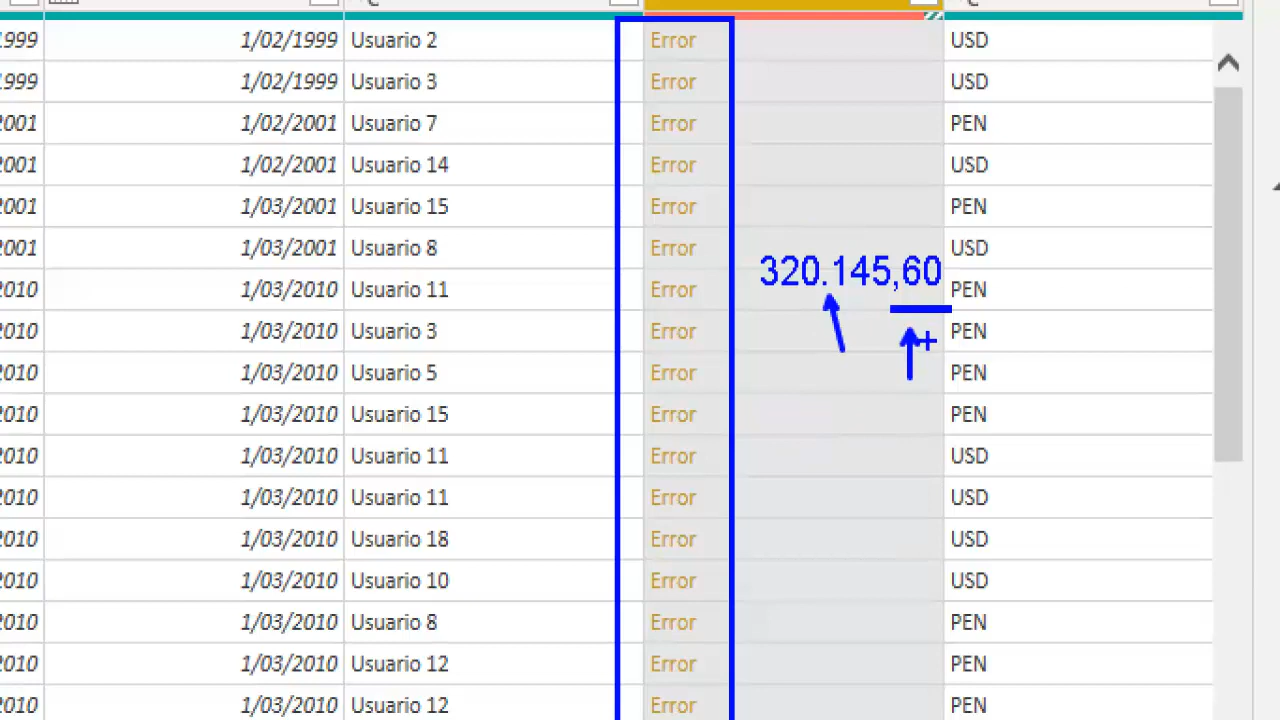 1999 1/02/1999 Usuario 2 Error USD
1999 1/02/1999 Usuario 3 Error USD
2001 1/02/2001 Usuario 7 Error PEN
2001 1/02/2001 Usuario 14 Error USD
2001 1/03/2001 Usuario 15 Error PEN
2001 1/03/2001 Usuario 8 Error USD
320.145,60
2010 1/03/2010 Usuario 11 Error PEN
2010 1/03/2010 Usuario 3 Error PEN
2010 1/03/2010 Usuario 5 Error PEN
2010 1/03/2010 Usuario 15 Error PEN
2010 1/03/2010 Usuario 11 Error USD
2010 1/03/2010 Usuario 11 Error USD
2010 1/03/2010 Usuario 18 Error USD
2010 1/03/2010 Usuario 10 Error USD
2010 1/03/2010 Usuario 8 Error PEN
2010 1/03/2010 Usuario 12 Error PEN
2010 1/03/2010 Usuario 12 Error PEN